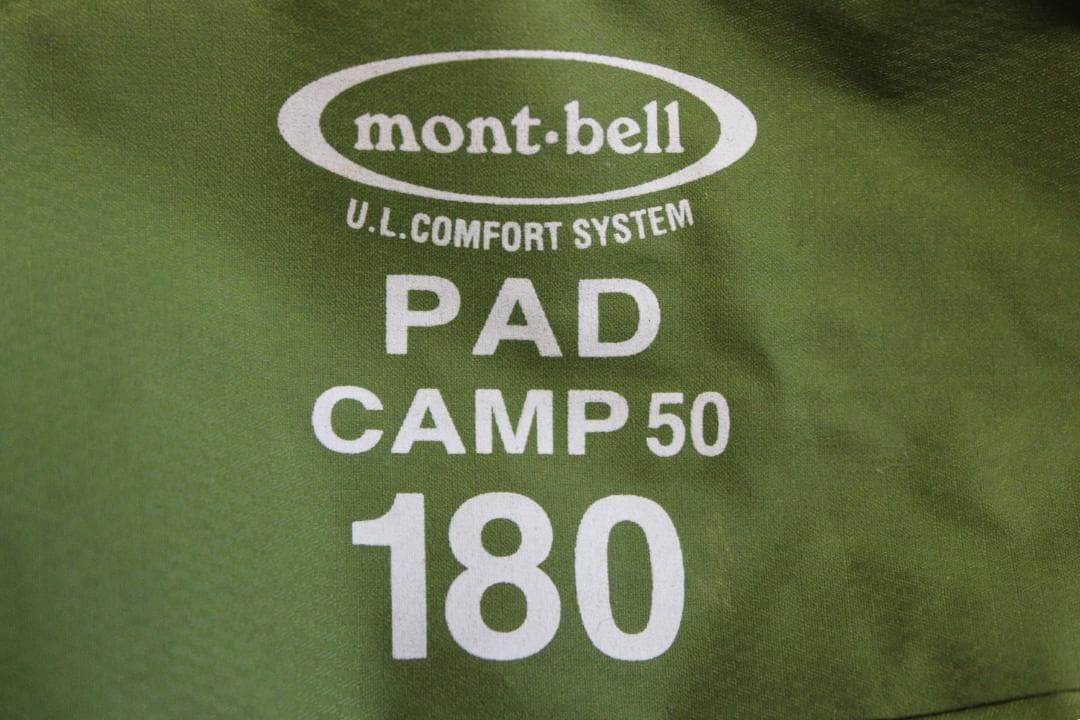 mont·bell
U.L.COMFORT SYSTEM
PAD
CAMP 50
180